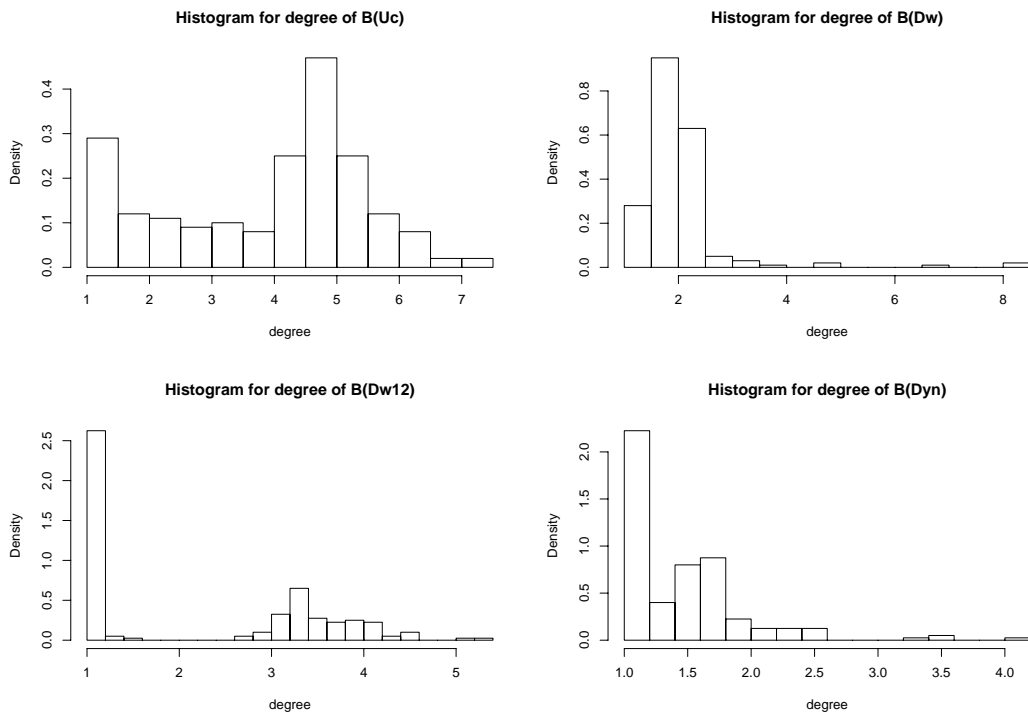 Histogram for degree of B(Uc)
Density
0.0 0.1 0.2 0.3 0.4
1 2 3 4 5 6 7
degree
Histogram for degree of B(Dw)
Density
0.0 0.2 0.4 0.6 0.8
2 4 6 8
degree
Histogram for degree of B(Dw12)
Density
0.0 0.5 1.0 1.5 2.0 2.5
1 2 3 4 5
degree
Histogram for degree of B(Dyn)
Density
0.0 0.5 1.0 1.5 2.0
1.0 1.5 2.0 2.5 3.0 3.5 4.0
degree